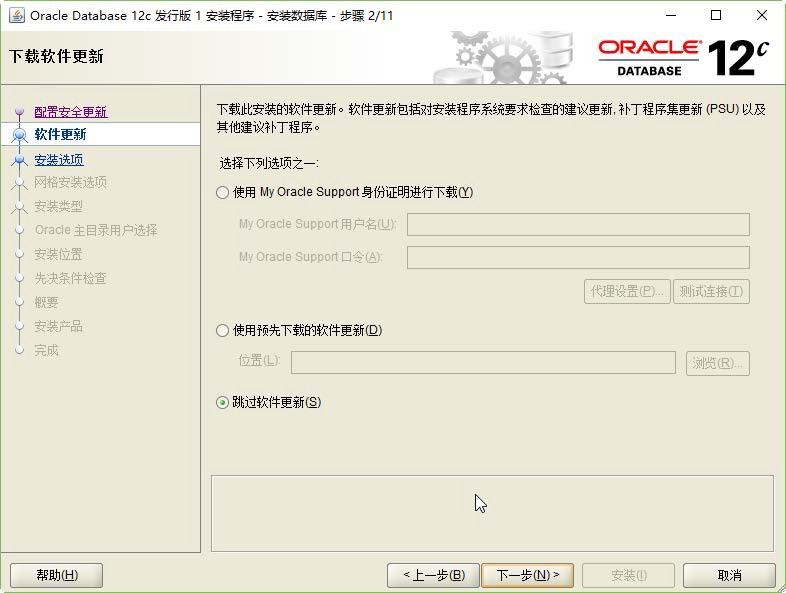 Oracle Database 12c 发行版 1 安装程序 - 安装数据库 - 步骤 2/11
下载软件更新
ORACLE
DATABASE
12c
配置安全更新
软件更新
安装选项
网格安装选项
安装类型
Oracle 主目录用户选择
安装位置
先决条件检查
概要
安装产品
完成
下载此安装的软件更新。软件更新包括对安装程序系统要求检查的建议更新, 补丁程序集更新 (PSU) 以及
其他建议补丁程序。
选择下列选项之一:
使用 My Oracle Support 身份证明进行下载(Y)
My Oracle Support 用户名(U):
My Oracle Support 口令(A):
代理设置(P)... 测试连接(T)
使用预先下载的软件更新(D)
位置(L): 浏览(R)...
跳过软件更新(S)
帮助(H) < 上一步(B) 下一步(N) > 安装(I) 取消